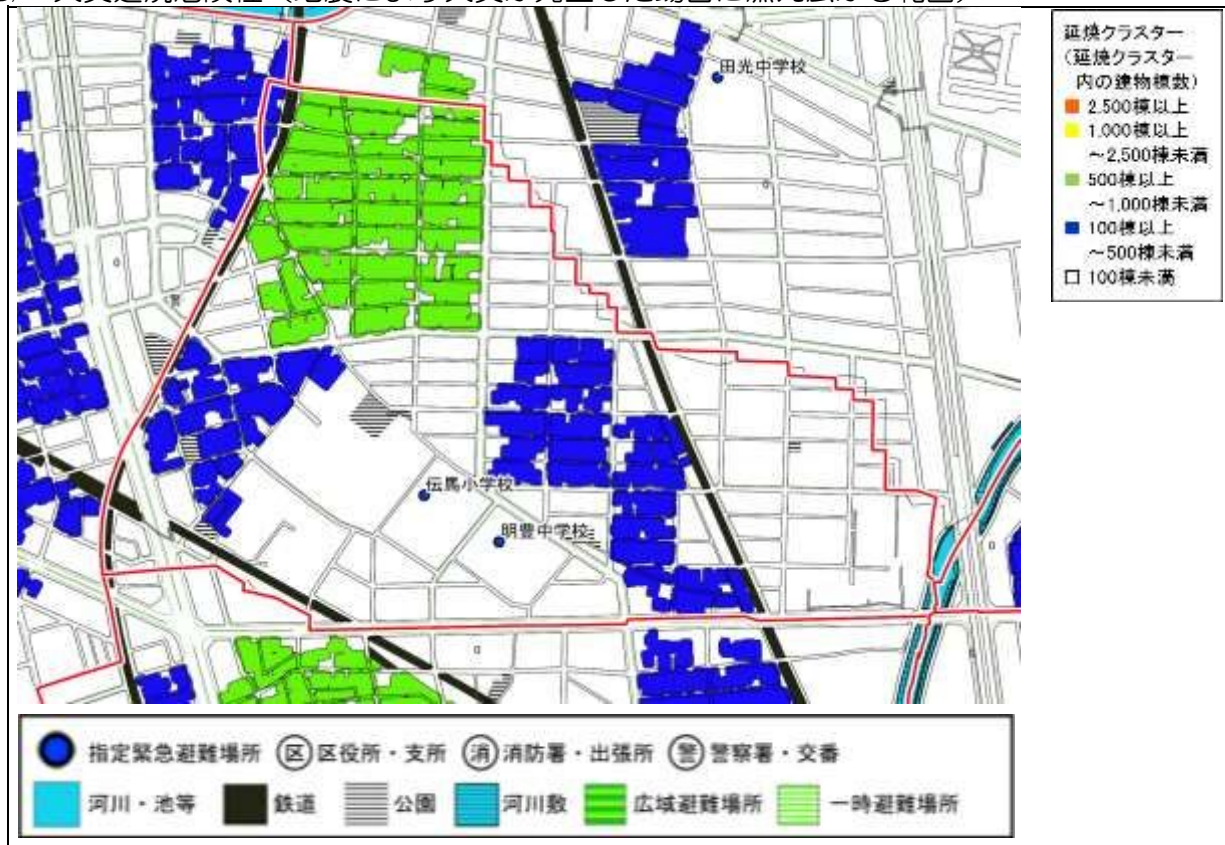 延焼クラスター
(延焼クラスター
内の建物棟数)
2,500棟以上
1,000棟以上
～2,500棟未満
500棟以上
～1,000棟未満
100棟以上
～500棟未満
100棟未満
田光中学校
伝馬小学校
明豊中学校
指定緊急避難場所 区 区役所・支所 消 消防署・出張所 警 警察署・交番
河川・池等 鉄道 公園 河川敷 広域避難場所 一時避難場所